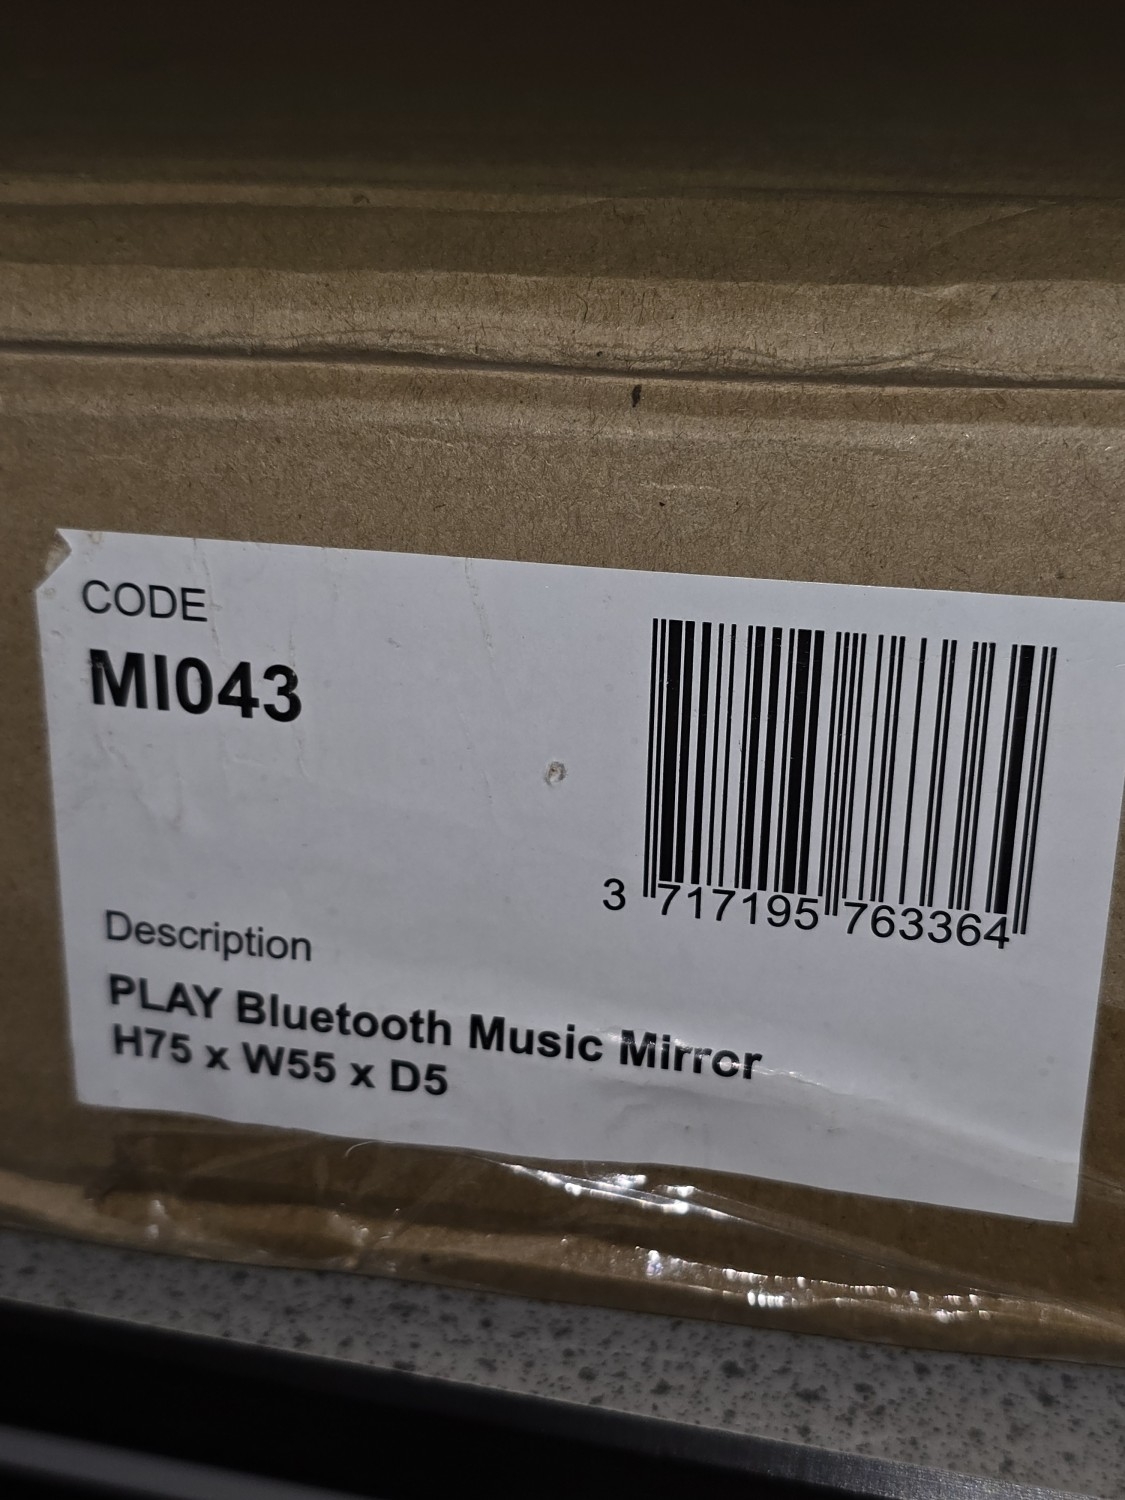 CODE
MI043
3 717195 763364
Description
PLAY Bluetooth Music Mirror
H75 x W55 x D5